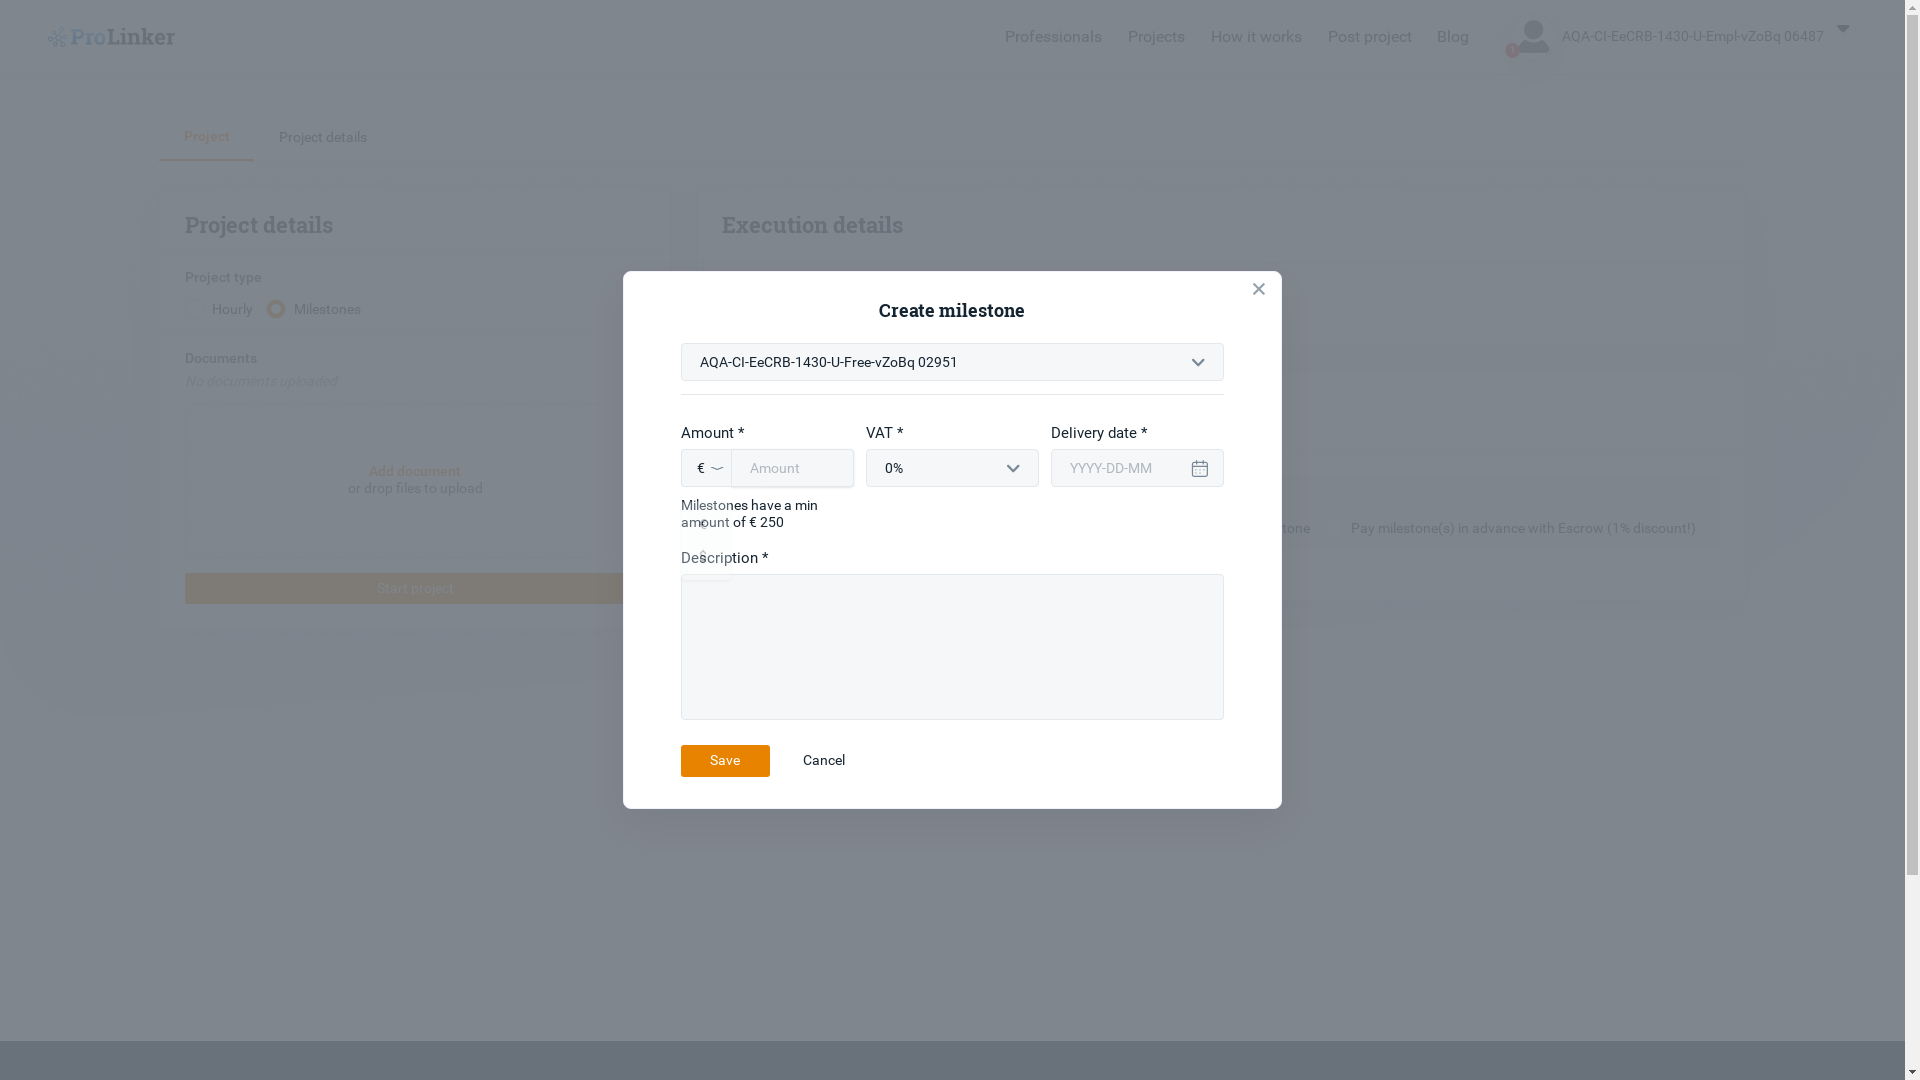 ProLinker
Professionals
Projects
How it works
Post project
Blog
1
AQA-CI-EeCRB-1430-U-Empl-vZoBq 06487
Project
Project details
Project details
Execution details
Project type
Hourly
Milestones
Documents
No documents uploaded
Add document
or drop files to upload
Start project
tone
Pay milestone(s) in advance with Escrow (1% discount!)
Create milestone
AQA-CI-EeCRB-1430-U-Free-vZoBq 02951
Amount *
VAT *
Delivery date *
€
Amount
0%
YYYY-DD-MM
Milestones have a min
amount of € 250
€
$
Description *
Save
Cancel